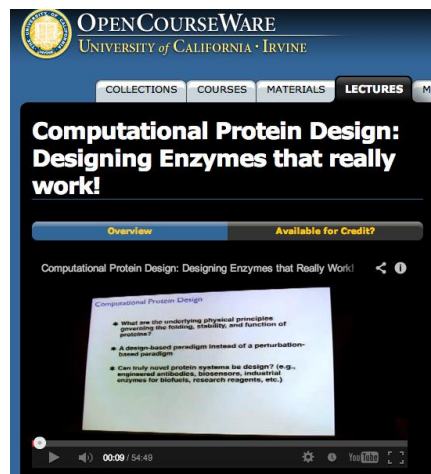 OPENCOURSEWARE
UNIVERSITY of CALIFORNIA · IRVINE
COLLECTIONS COURSES MATERIALS LECTURES M
Computational Protein Design:
Designing Enzymes that really
work!
Overview Available for Credit?
Computational Protein Design: Designing Enzymes that Really Work!
Computational Protein Design
* What are the underlying physical principles
governing the folding, stability, and function of
proteins?
* A design-based paradigm instead of a perturbation-
based paradigm
* Can truly novel protein systems be design? (e.g.,
engineered antibodies, biosensors, industrial
enzymes for biofuels, research reagents, etc.)
00:09 / 54:49 YouTube